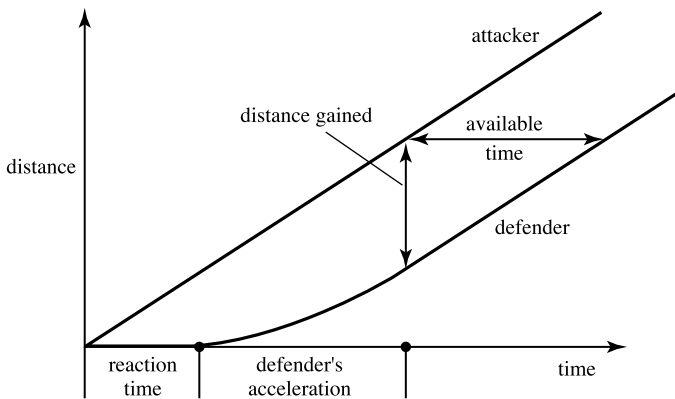 attacker
distance gained
available
time
distance
defender
reaction
time
defender's
acceleration
time